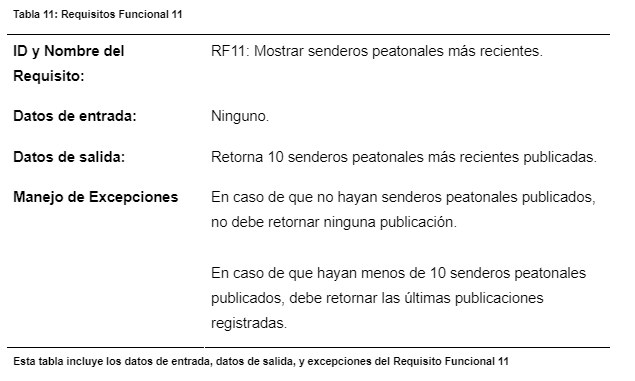 Tabla 11: Requisitos Funcional 11
ID y Nombre del
Requisito:
RF11: Mostrar senderos peatonales más recientes.
Datos de entrada:
Ninguno.
Datos de salida:
Retorna 10 senderos peatonales más recientes publicadas.
Manejo de Excepciones
En caso de que no hayan senderos peatonales publicados,
no debe retornar ninguna publicación.
En caso de que hayan menos de 10 senderos peatonales
publicados, debe retornar las últimas publicaciones
registradas.
Esta tabla incluye los datos de entrada, datos de salida, y excepciones del Requisito Funcional 11